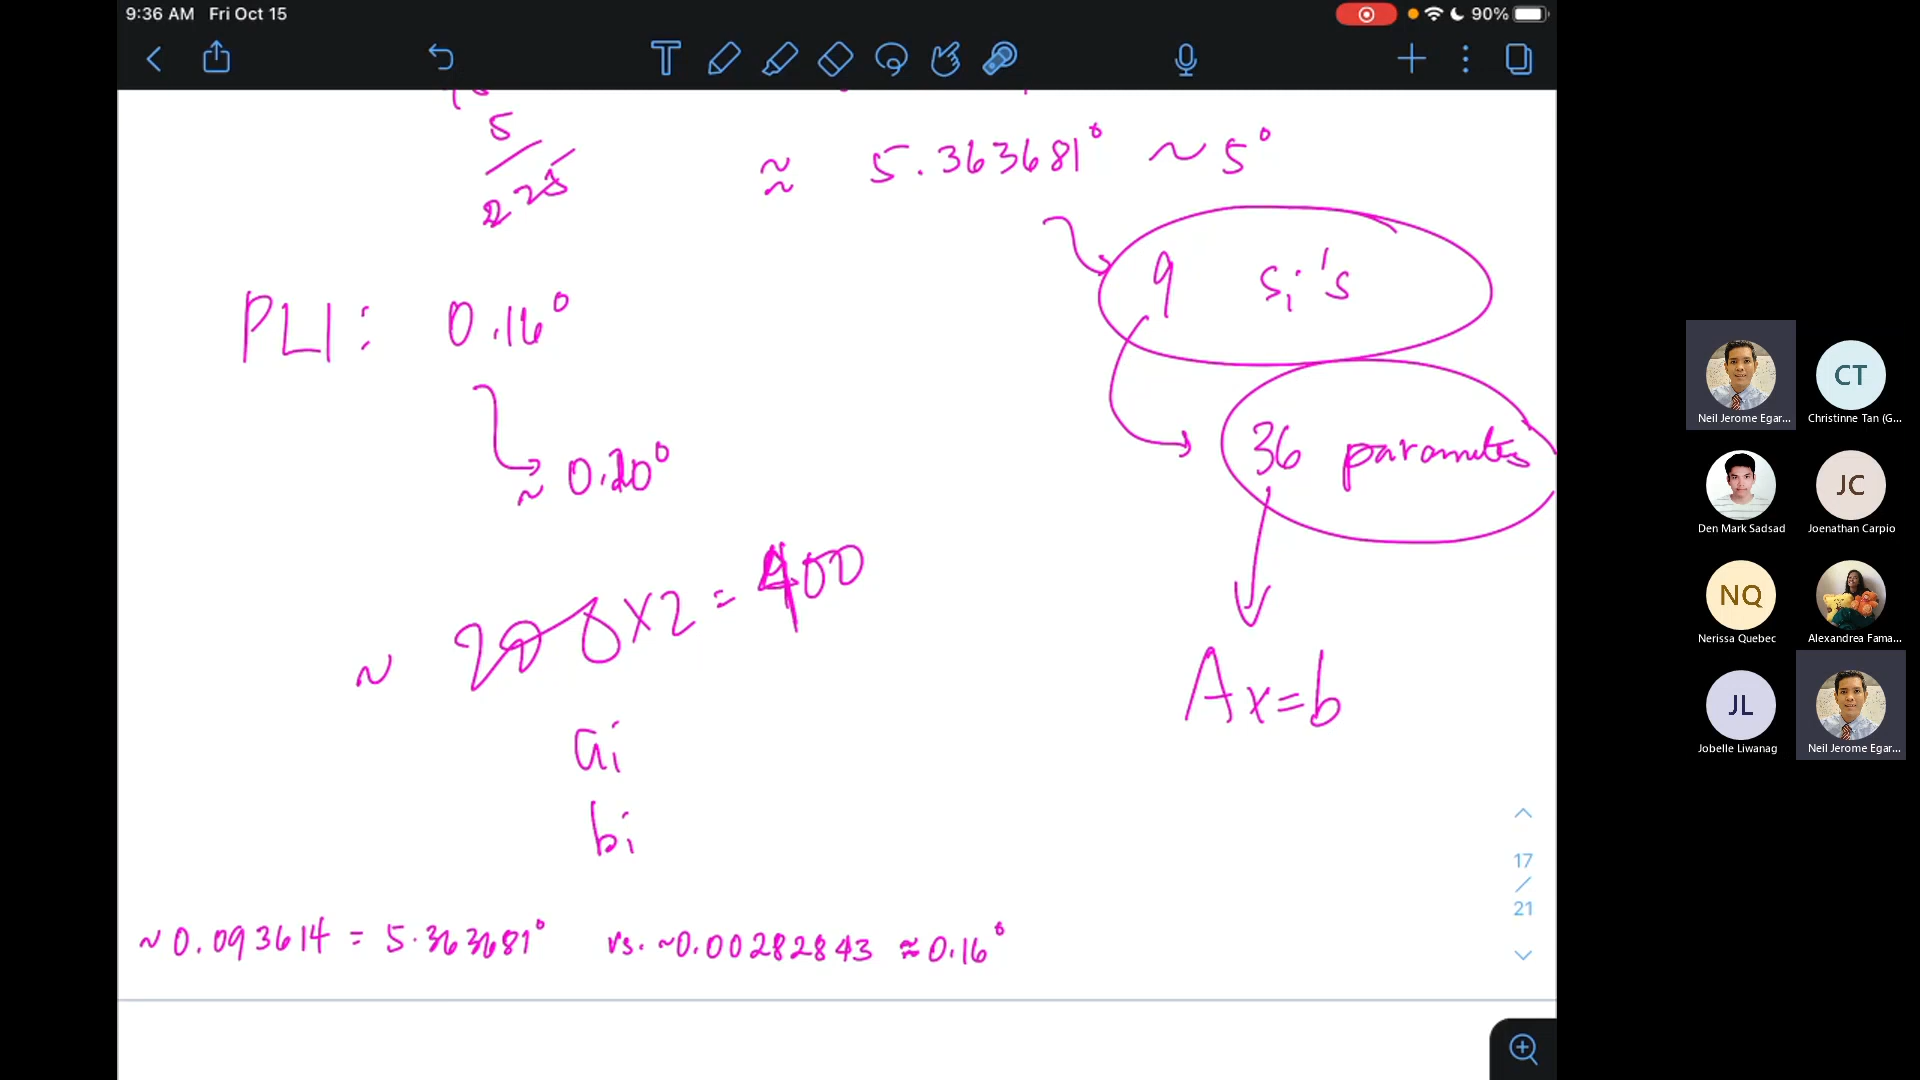 9:36 AM Fri Oct 15
90%
5
225
≈ 5.363681° ~ 5°
9 si's
PLI: 0.16°
36 parametes
≈ 0.20°
~ 200 x 2 = 400
Ax=b
ai
bi
~ 0.093614 = 5.363681° vs. ~0.00282843 ≈ 0.16°
17
/
21
Neil Jerome Egar...
CT
Christinne Tan (G...
Den Mark Sadsad
JC
Joenathan Carpio
NQ
Nerissa Quebec
Alexandrea Fama...
JL
Jobelle Liwanag
Neil Jerome Egar...